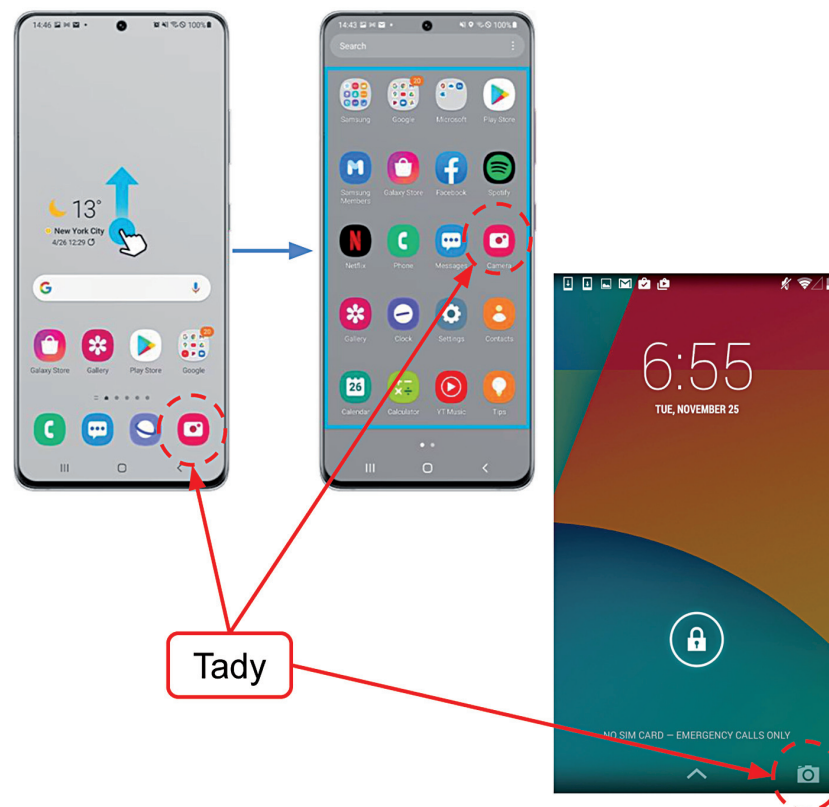 14:46 100%
13°
New York City
4/26 12:29
G
20
Galaxy Store Gallery Play Store Google
14:43 100%
Search
20
Samsung Google Microsoft Play Store
Samsung Members Galaxy Store Facebook Spotify
Netflix Phone Messages Camera
Gallery Clock Settings Contacts
26
Calendar Calculator YT Music Tips
6:55
TUE, NOVEMBER 25
NO SIM CARD – EMERGENCY CALLS ONLY
Tady